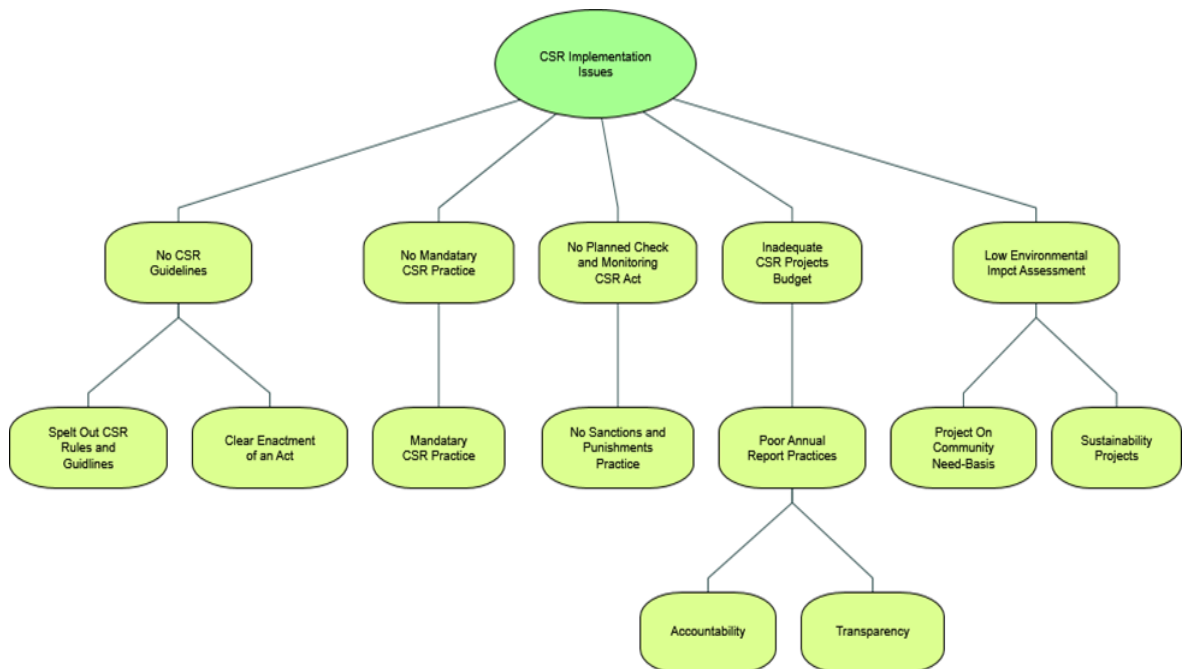 CSR Implementation
Issues
No CSR
Guidelines
No Mandatary
CSR Practice
No Planned Check
and Monitoring
CSR Act
Inadequate
CSR Projects
Budget
Low Environmental
Impct Assessment
Spelt Out CSR
Rules and
Guidlines
Clear Enactment
of an Act
Mandatary
CSR Practice
No Sanctions and
Punishments
Practice
Poor Annual
Report Practices
Project On
Community
Need-Basis
Sustainability
Projects
Accountability
Transparency